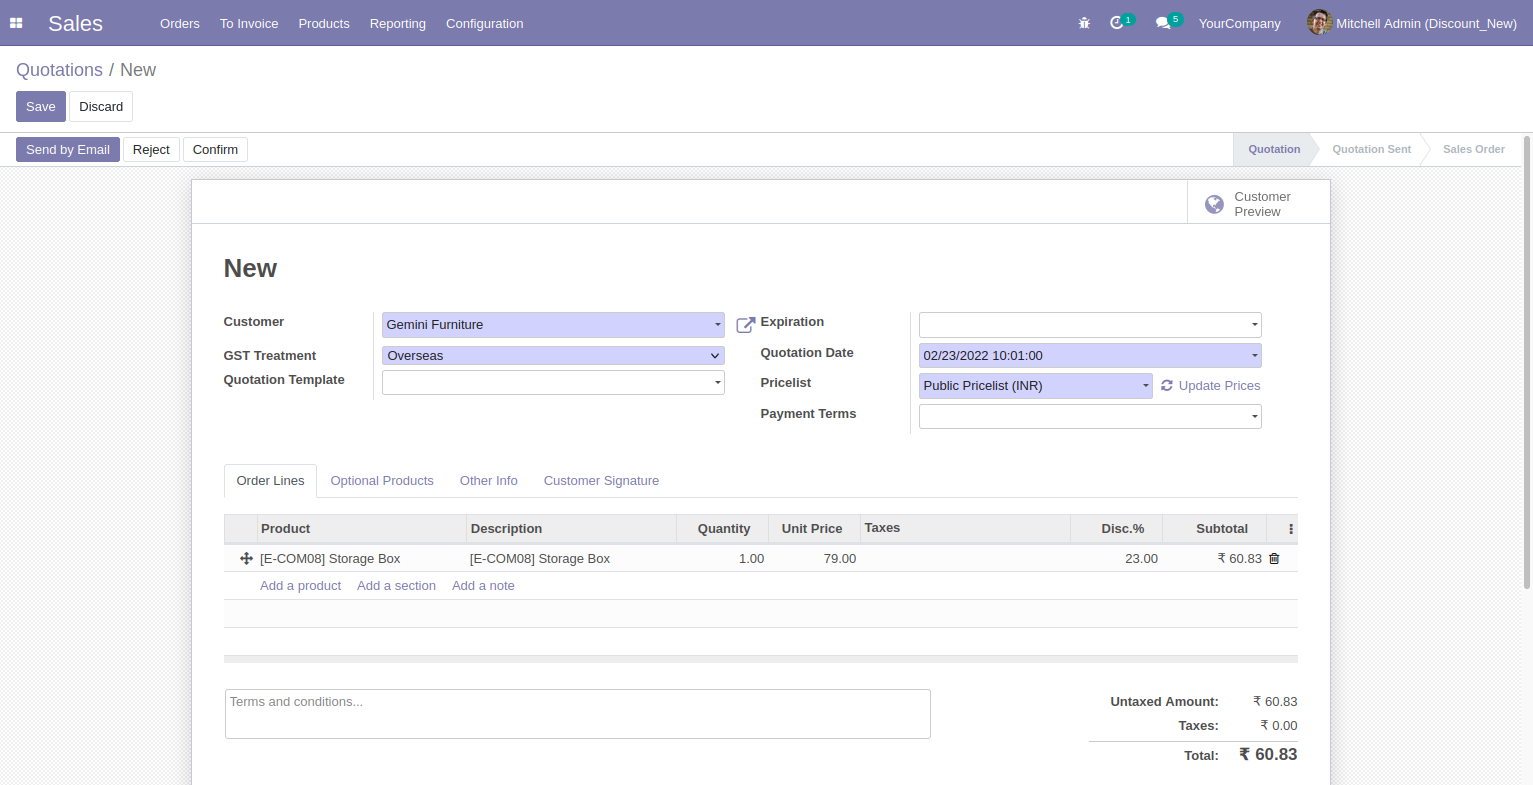 Sales Orders To Invoice Products Reporting Configuration 1 5 YourCompany Mitchell Admin (Discount_New)
Quotations / New
Save Discard
Send by Email Reject Confirm Quotation Quotation Sent Sales Order
Customer
Preview
New
Customer Gemini Furniture Expiration
GST Treatment Overseas Quotation Date 02/23/2022 10:01:00
Quotation Template Pricelist Public Pricelist (INR) Update Prices
Payment Terms
Order Lines Optional Products Other Info Customer Signature
Product Description Quantity Unit Price Taxes Disc.% Subtotal
[E-COM08] Storage Box [E-COM08] Storage Box 1.00 79.00 23.00 ₹ 60.83
Add a product Add a section Add a note
Terms and conditions... Untaxed Amount: ₹ 60.83
Taxes: ₹ 0.00
Total: ₹ 60.83